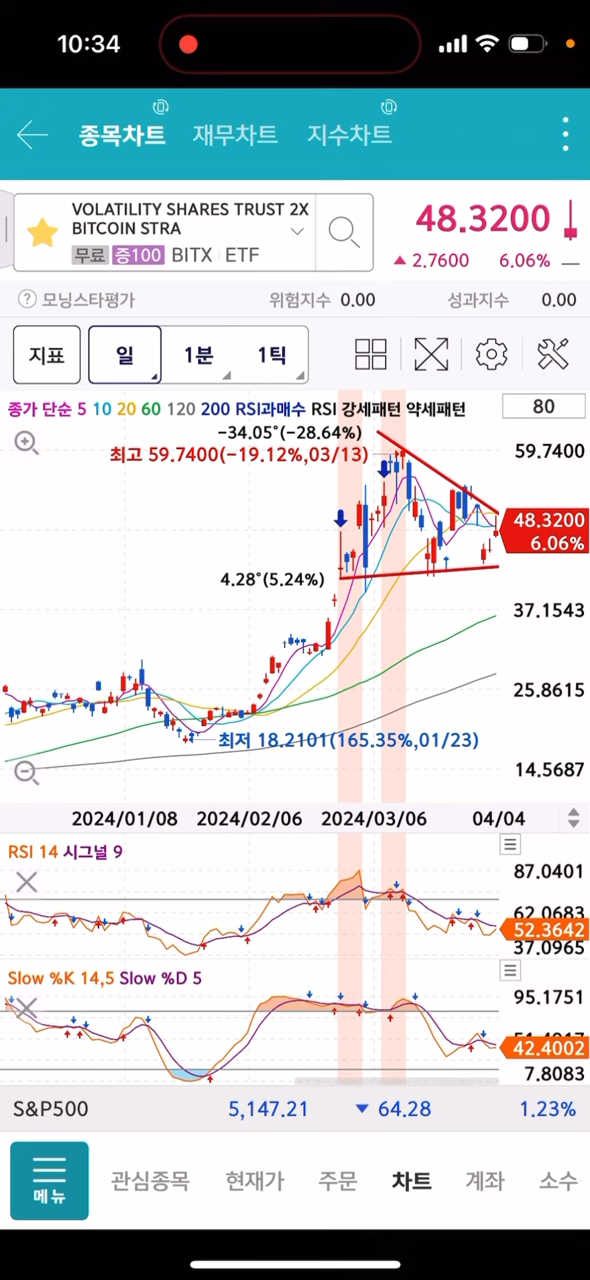 10:34
종목차트 재무차트 지수차트
VOLATILITY SHARES TRUST 2X
BITCOIN STRA
무료 증100 BITX ETF
48.3200
▲ 2.7600 6.06%
? 모닝스타평가 위험지수 0.00 성과지수 0.00
지표 일 1분 1틱
종가 단순 5 10 20 60 120 200 RSI과매수 RSI 강세패턴 약세패턴
80
-34.05°(-28.64%)
최고 59.7400(-19.12%,03/13)
59.7400
48.3200
6.06%
4.28°(5.24%)
37.1543
25.8615
최저 18.2101(165.35%,01/23)
14.5687
2024/01/08 2024/02/06 2024/03/06 04/04
RSI 14 시그널 9
87.0401
62.0683
52.3642
37.0965
Slow %K 14,5 Slow %D 5
95.1751
42.4002
7.8083
S&P500 5,147.21 ▼ 64.28 1.23%
메뉴 관심종목 현재가 주문 차트 계좌 소수